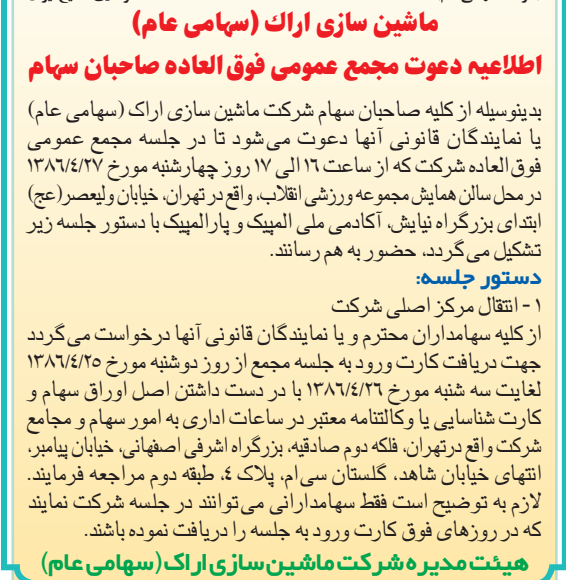 ماشین سازی اراک (سهامی عام)
اطلاعیه دعوت مجمع عمومی فوق العاده صاحبان سهام
بدینوسیله از کلیه صاحبان سهام شرکت ماشین سازی اراک (سهامی عام)
یا نمایندگان قانونی آنها دعوت می‌شود تا در جلسه مجمع عمومی
فوق العاده شرکت که از ساعت ۱۶ الی ۱۷ روز چهارشنبه مورخ ۱۳۸۶/۴/۲۷
در محل سالن همایش مجموعه ورزشی انقلاب، واقع در تهران، خیابان ولیعصر(عج)
ابتدای بزرگراه نیایش، آکادمی ملی المپیک و پارالمپیک با دستور جلسه زیر
تشکیل می‌گردد، حضور به هم رسانند.
دستور جلسه:
۱ - انتقال مرکز اصلی شرکت
از کلیه سهامداران محترم و یا نمایندگان قانونی آنها درخواست می‌گردد
جهت دریافت کارت ورود به جلسه مجمع از روز دوشنبه مورخ ۱۳۸۶/۴/۲۵
لغایت سه شنبه مورخ ۱۳۸۶/۴/۲۶ با در دست داشتن اصل اوراق سهام و
کارت شناسایی یا وکالتنامه معتبر در ساعات اداری به امور سهام و مجامع
شرکت واقع درتهران، فلکه دوم صادقیه، بزرگراه اشرفی اصفهانی، خیابان پیامبر،
انتهای خیابان شاهد، گلستان سی‌ام، پلاک ۴، طبقه دوم مراجعه فرمایند.
لازم به توضیح است فقط سهامدارانی می‌توانند در جلسه شرکت نمایند
که در روزهای فوق کارت ورود به جلسه را دریافت نموده باشند.
هیئت مدیره شرکت ماشین سازی اراک (سهامی عام)